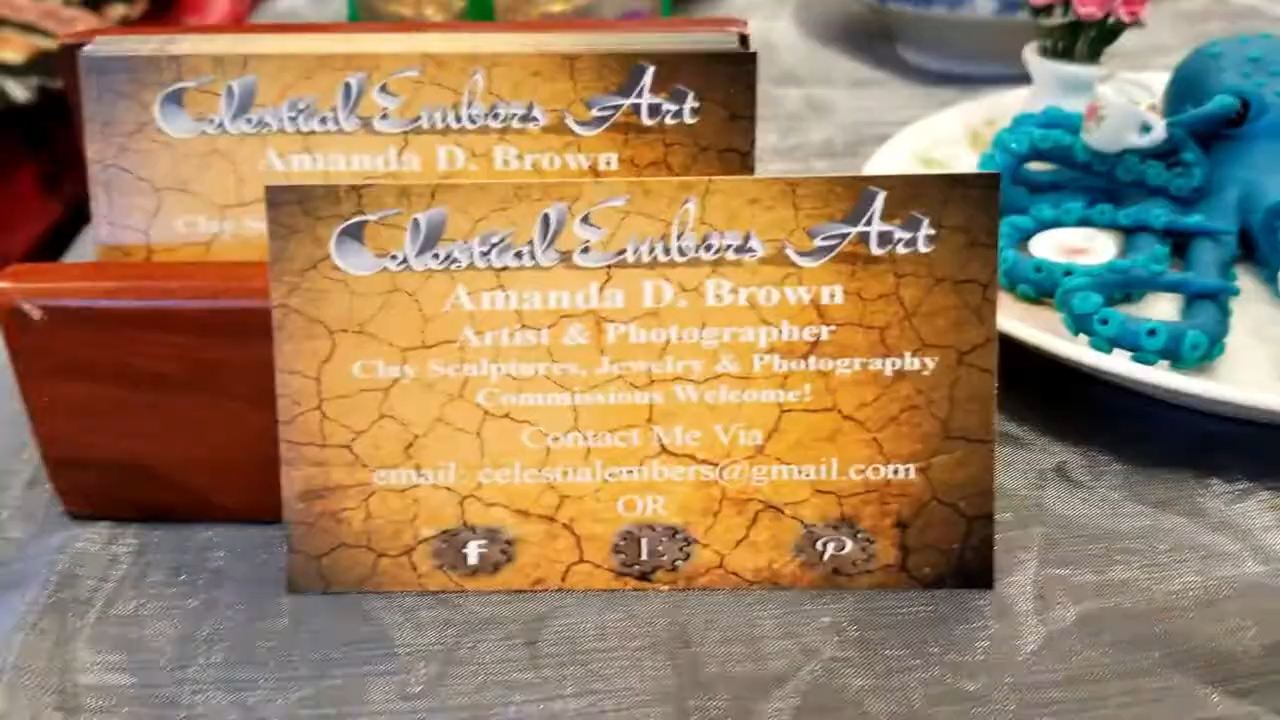 Celestial Embers Art
Amanda D. Brown
Clay S
Celestial Embers Art
Amanda D. Brown
Artist & Photographer
Clay Sculptures, Jewelry & Photography
Commissions Welcome!
Contact Me Via
email: celestialembers@gmail.com
OR
f E P